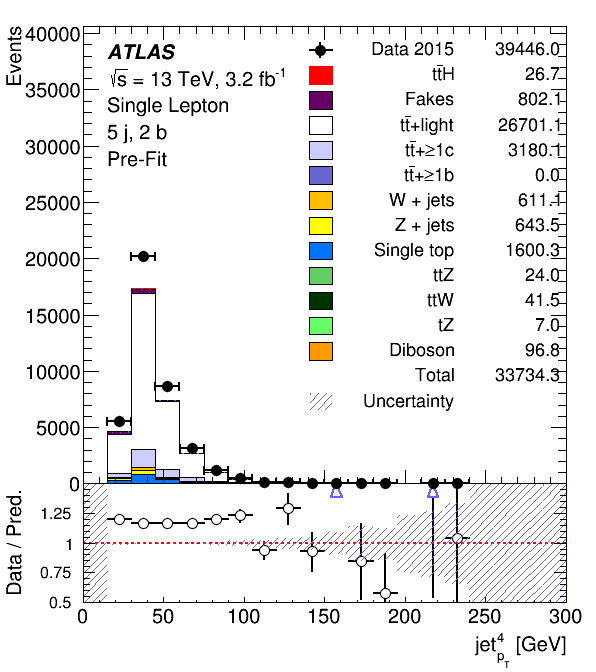 Events
40000
35000
30000
25000
20000
15000
10000
5000
0
ATLAS
√s = 13 TeV, 3.2 fb⁻¹
Single Lepton
5 j, 2 b
Pre-Fit
Data 2015 39446.0
tt̄H 26.7
Fakes 802.1
tt̄+light 26701.1
tt̄+≥1c 3180.1
tt̄+≥1b 0.0
W + jets 611.1
Z + jets 643.5
Single top 1600.3
ttZ 24.0
ttW 41.5
tZ 7.0
Diboson 96.8
Total 33734.3
Uncertainty
Data / Pred.
1.25
1
0.75
0.5
0 50 100 150 200 250 300
jet⁴_pT [GeV]